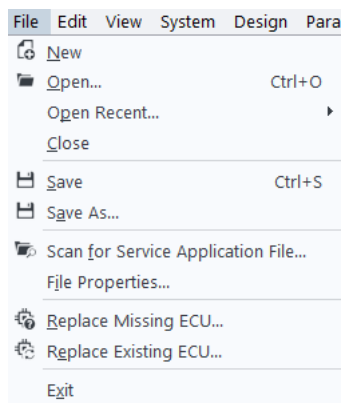 File Edit View System Design Para
New
Open... Ctrl+O
Open Recent...
Close
Save Ctrl+S
Save As...
Scan for Service Application File...
File Properties...
Replace Missing ECU...
Replace Existing ECU...
Exit